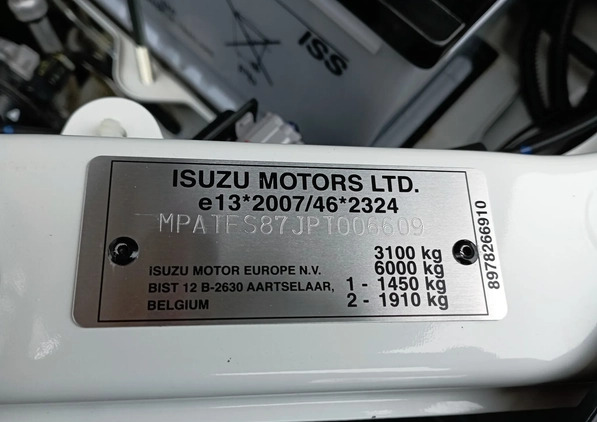 ISS
ISUZU MOTORS LTD.
e13*2007/46*2324
MPATFS87JPT006609
3100 kg
6000 kg
ISUZU MOTOR EUROPE N.V.
BIST 12 B-2630 AARTSELAAR,
BELGIUM
1 - 1450 kg
2 - 1910 kg
8978266910